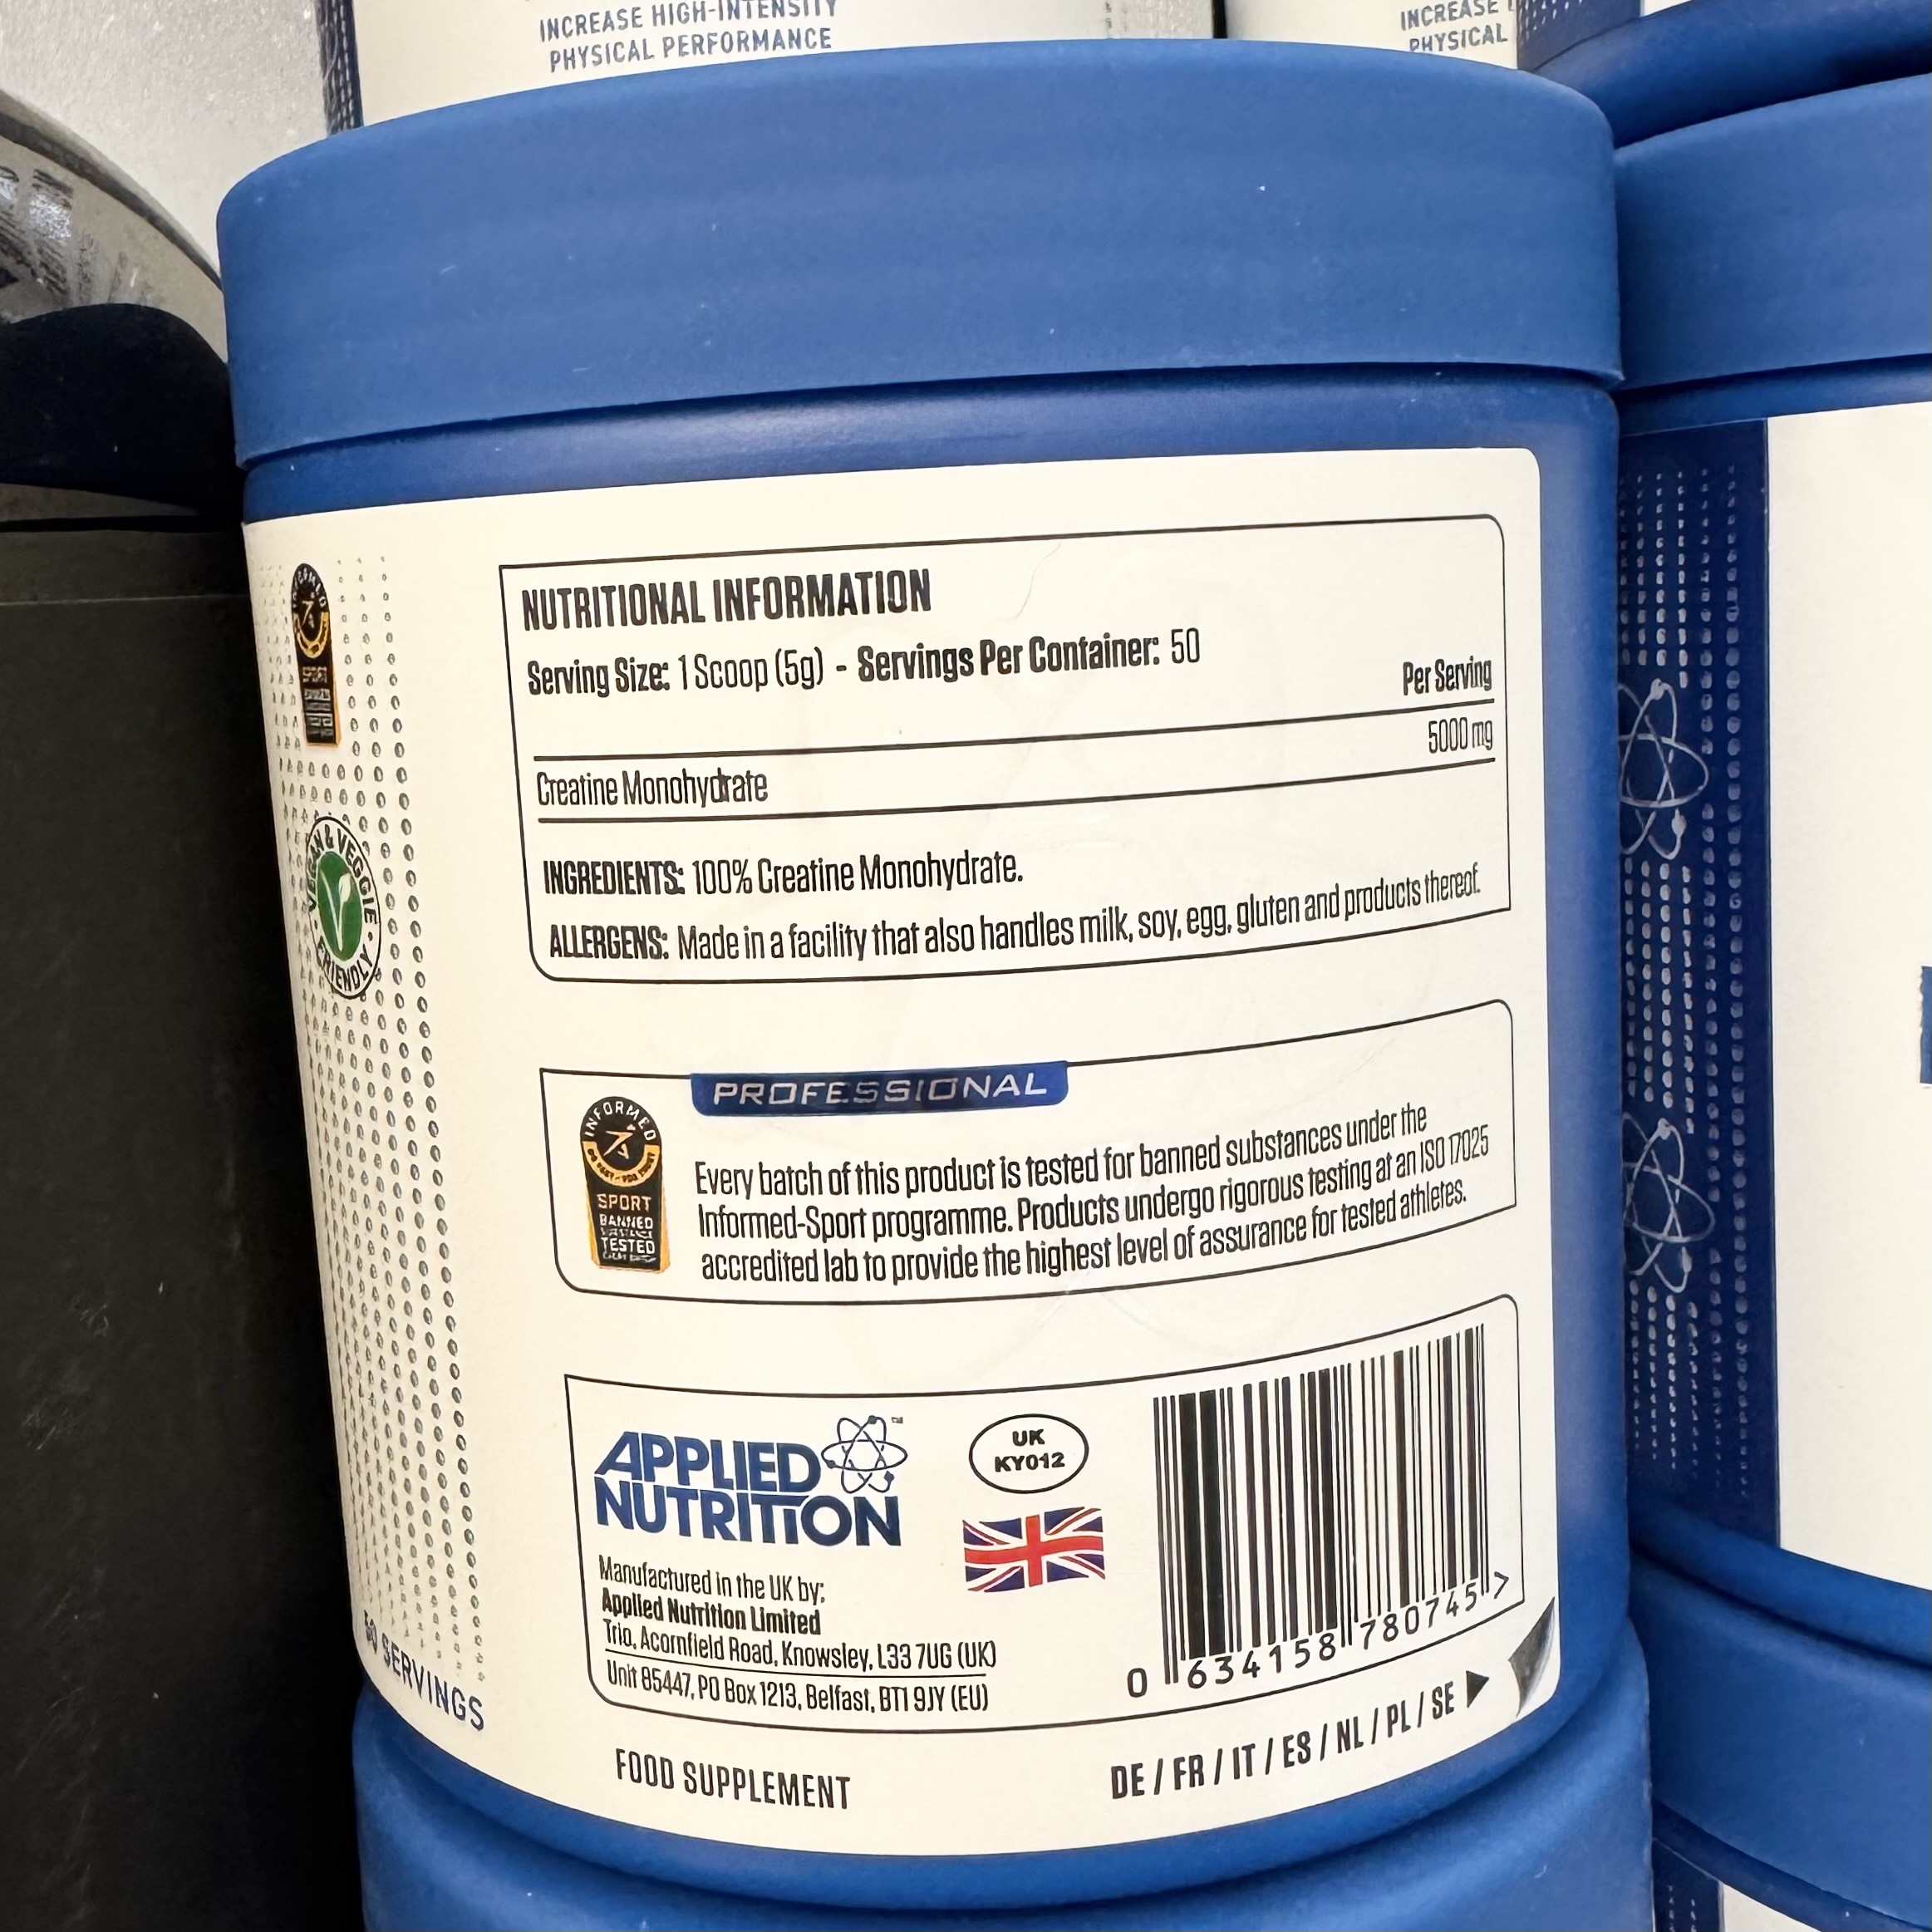 INCREASE HIGH-INTENSITY
PHYSICAL PERFORMANCE
INCREASE
PHYSICAL
NUTRITIONAL INFORMATION
Serving Size: 1 Scoop (5g) - Servings Per Container: 50
Per Serving
Creatine Monohydrate 5000 mg
INGREDIENTS: 100% Creatine Monohydrate.
ALLERGENS: Made in a facility that also handles milk, soy, egg, gluten and products thereof.
VEGAN & VEGGIE
FRIENDLY
PROFESSIONAL
INFORMED
SPORT
BANNED
TESTED
Every batch of this product is tested for banned substances under the
Informed-Sport programme. Products undergo rigorous testing at an ISO 17025
accredited lab to provide the highest level of assurance for tested athletes.
APPLIED
NUTRITION
™
UK
KY012
Manufactured in the UK by:
Applied Nutrition Limited
Trio, Acornfield Road, Knowsley, L33 7UG (UK)
Unit 85447, PO Box 1213, Belfast, BT1 9JY (EU)
0 634158 780745 >
50 SERVINGS
FOOD SUPPLEMENT
DE / FR / IT / ES / NL / PL / SE